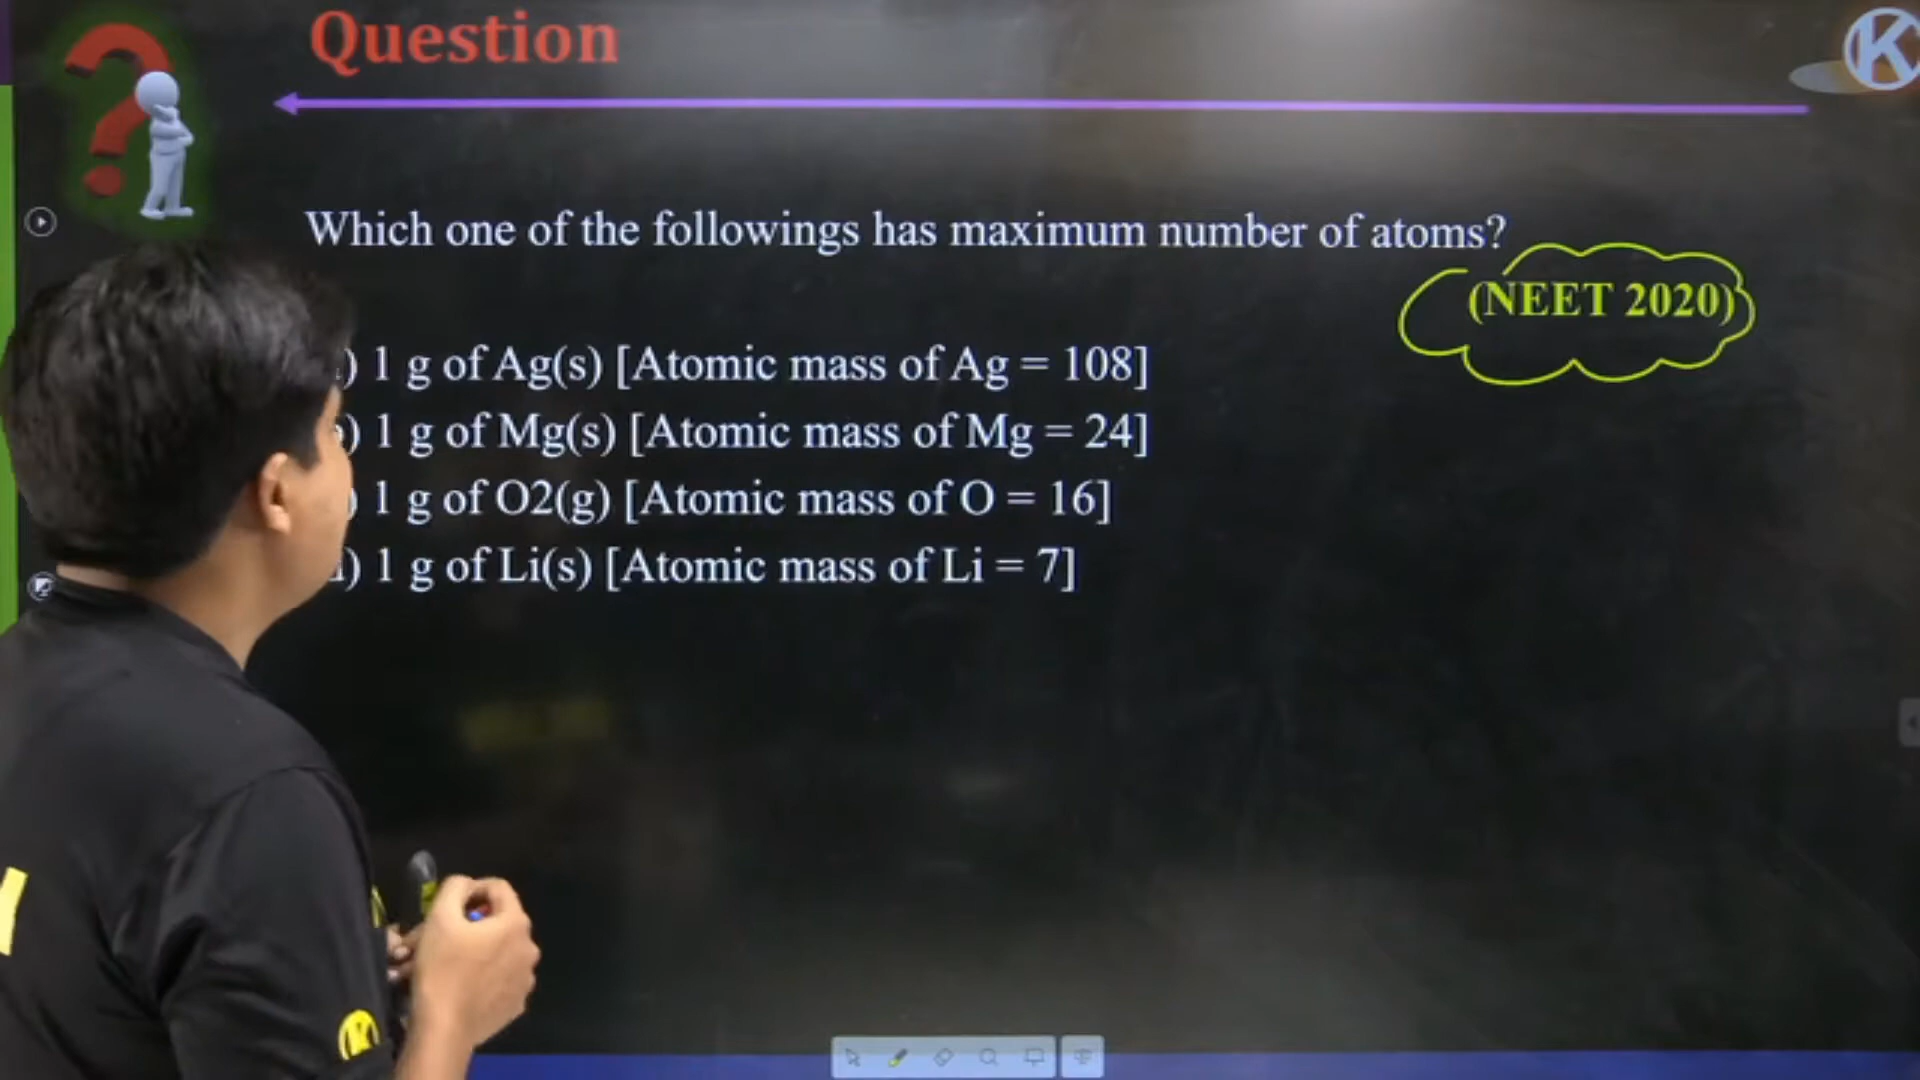 Question
K
Which one of the followings has maximum number of atoms?
(NEET 2020)
) 1 g of Ag(s) [Atomic mass of Ag = 108]
) 1 g of Mg(s) [Atomic mass of Mg = 24]
) 1 g of O2(g) [Atomic mass of O = 16]
) 1 g of Li(s) [Atomic mass of Li = 7]
K